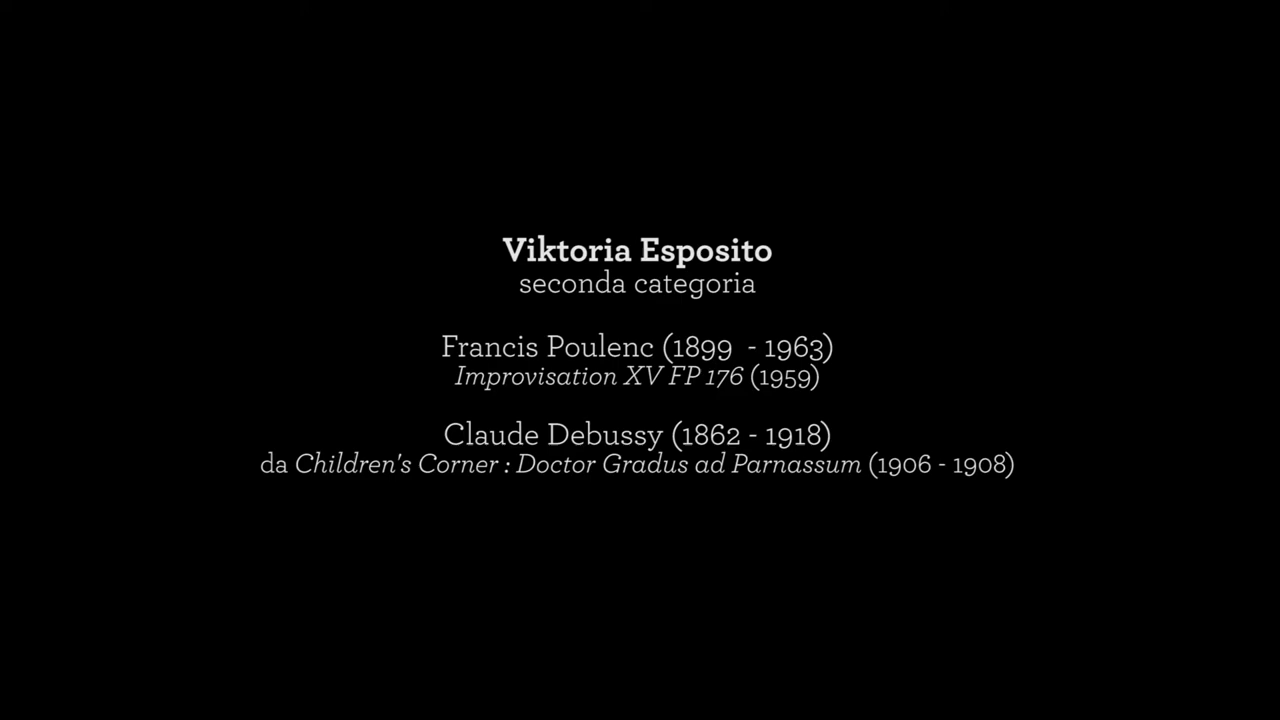 Viktoria Esposito
seconda categoria
Francis Poulenc (1899  - 1963)
Improvisation XV FP 176 (1959)
Claude Debussy (1862 - 1918)
da Children's Corner : Doctor Gradus ad Parnassum (1906 - 1908)